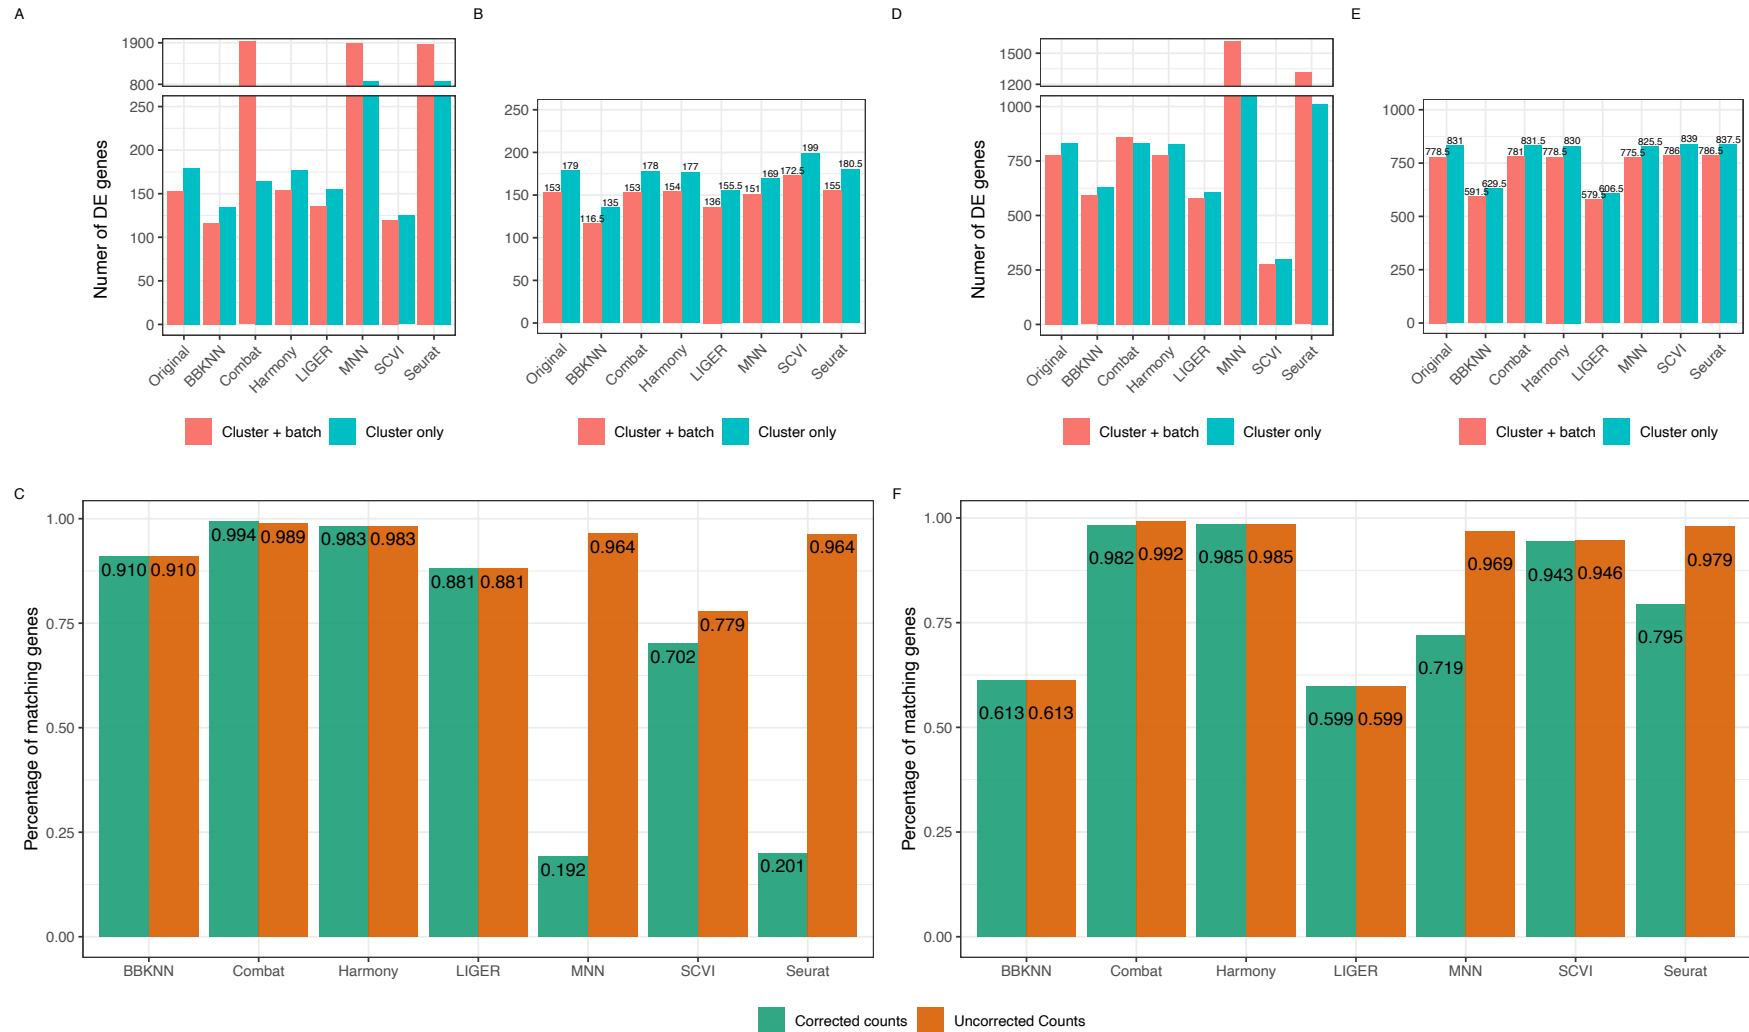 A
B
D
E
Numer of DE genes
1900
800
250
200
150
100
50
0
Original
BBKNN
Combat
Harmony
LIGER
MNN
SCVI
Seurat
Cluster + batch
Cluster only
250
200
150
100
50
0
153
179
116.5
135
153
178
154
177
136
155.5
151
169
172.5
199
155
180.5
Original
BBKNN
Combat
Harmony
LIGER
MNN
SCVI
Seurat
Cluster + batch
Cluster only
Numer of DE genes
1500
1200
1000
750
500
250
0
Original
BBKNN
Combat
Harmony
LIGER
MNN
SCVI
Seurat
Cluster + batch
Cluster only
1000
750
500
250
0
778.5
831
591.5
629.5
781
831.5
778.5
830
579.5
606.5
775.5
825.5
786
839
786.5
837.5
Original
BBKNN
Combat
Harmony
LIGER
MNN
SCVI
Seurat
Cluster + batch
Cluster only
C
Percentage of matching genes
1.00
0.75
0.50
0.25
0.00
0.910
0.910
0.994
0.989
0.983
0.983
0.881
0.881
0.192
0.964
0.702
0.779
0.201
0.964
BBKNN
Combat
Harmony
LIGER
MNN
SCVI
Seurat
F
Percentage of matching genes
1.00
0.75
0.50
0.25
0.00
0.613
0.613
0.982
0.992
0.985
0.985
0.599
0.599
0.719
0.969
0.943
0.946
0.795
0.979
BBKNN
Combat
Harmony
LIGER
MNN
SCVI
Seurat
Corrected counts
Uncorrected Counts